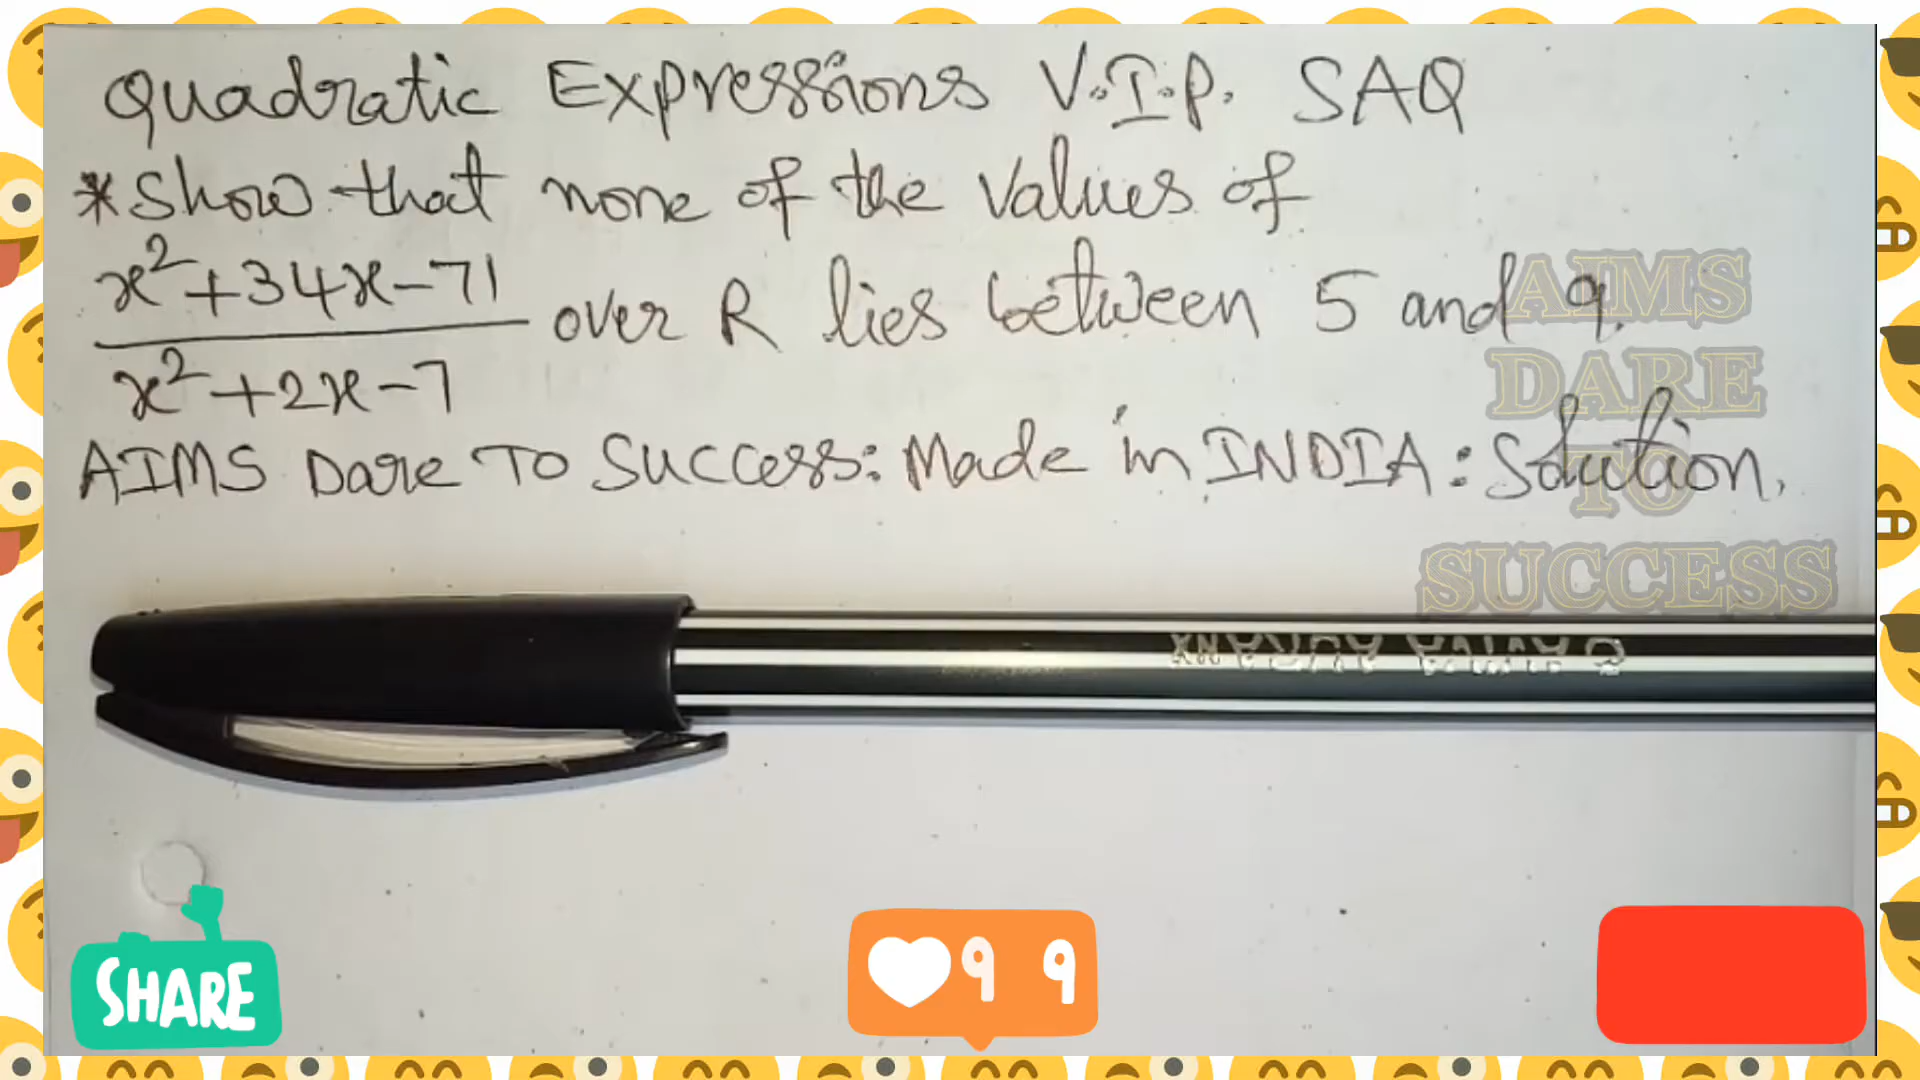 Quadratic Expressions V.I.P. SAQ
*Show that none of the values of
x²+34x-71
over R lies between 5 and 9.
x²+2x-7
AIMS Dare To Success: Made in INDIA: Solution.
AIMS
DARE
TO
SUCCESS
SHARE
9 9